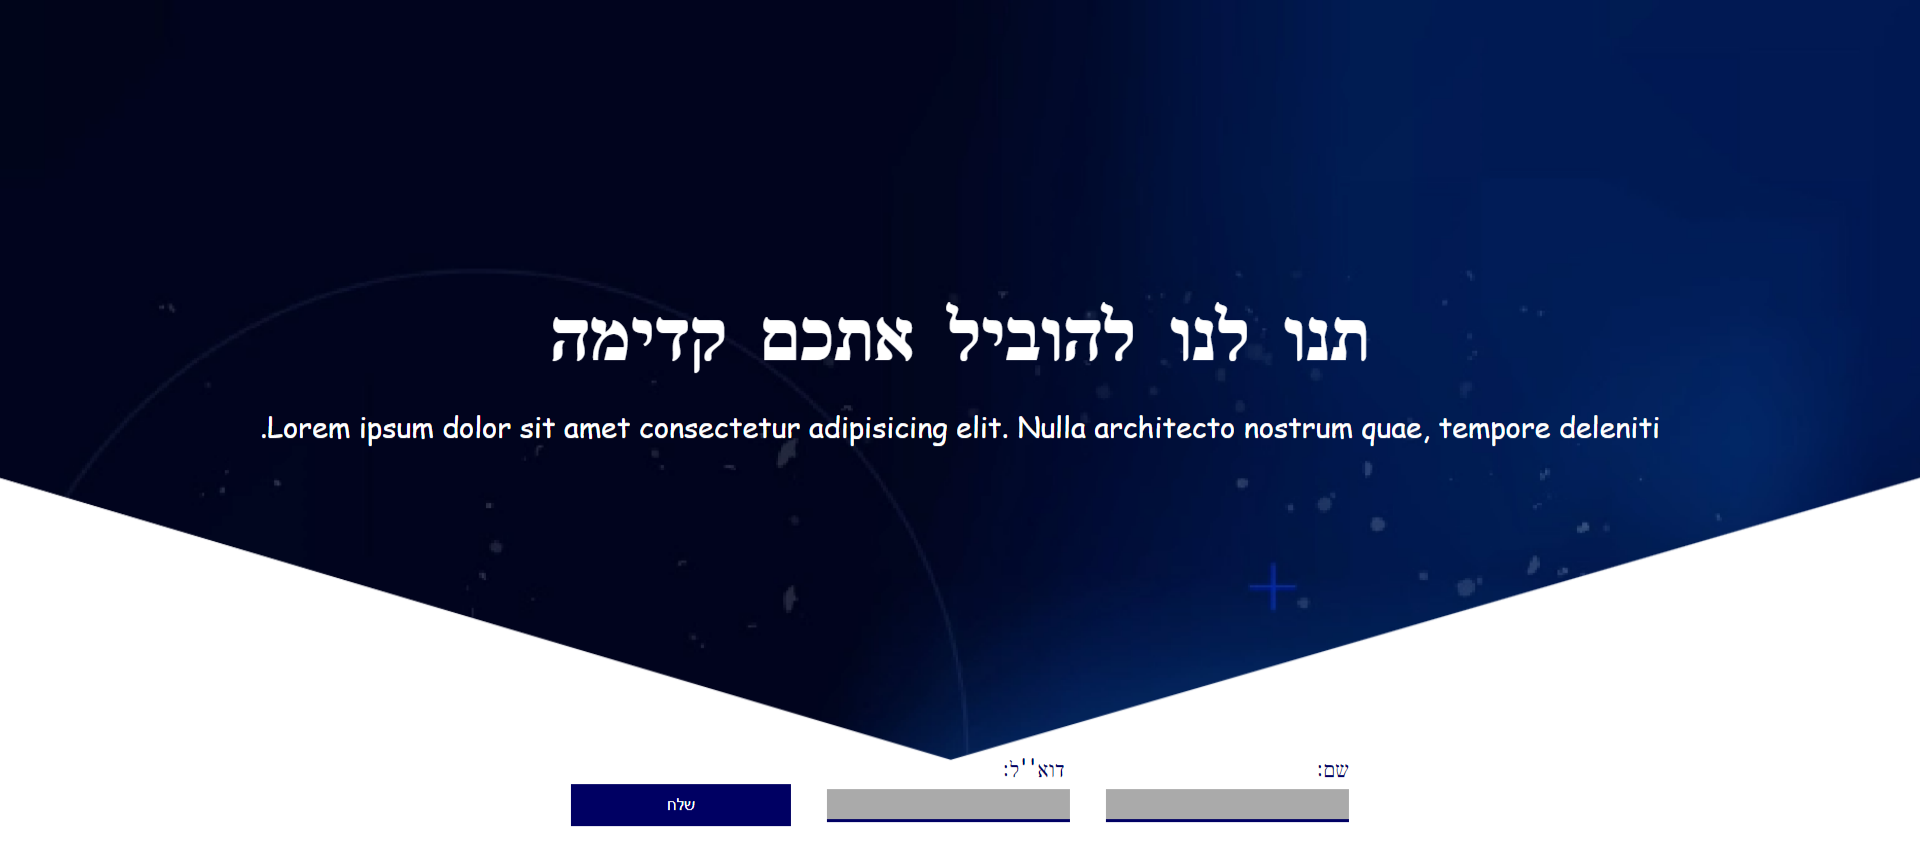 תנו לנו להוביל אתכם קדימה
.Lorem ipsum dolor sit amet consectetur adipisicing elit. Nulla architecto nostrum quae, tempore deleniti
שם:
דוא''ל:
שלח